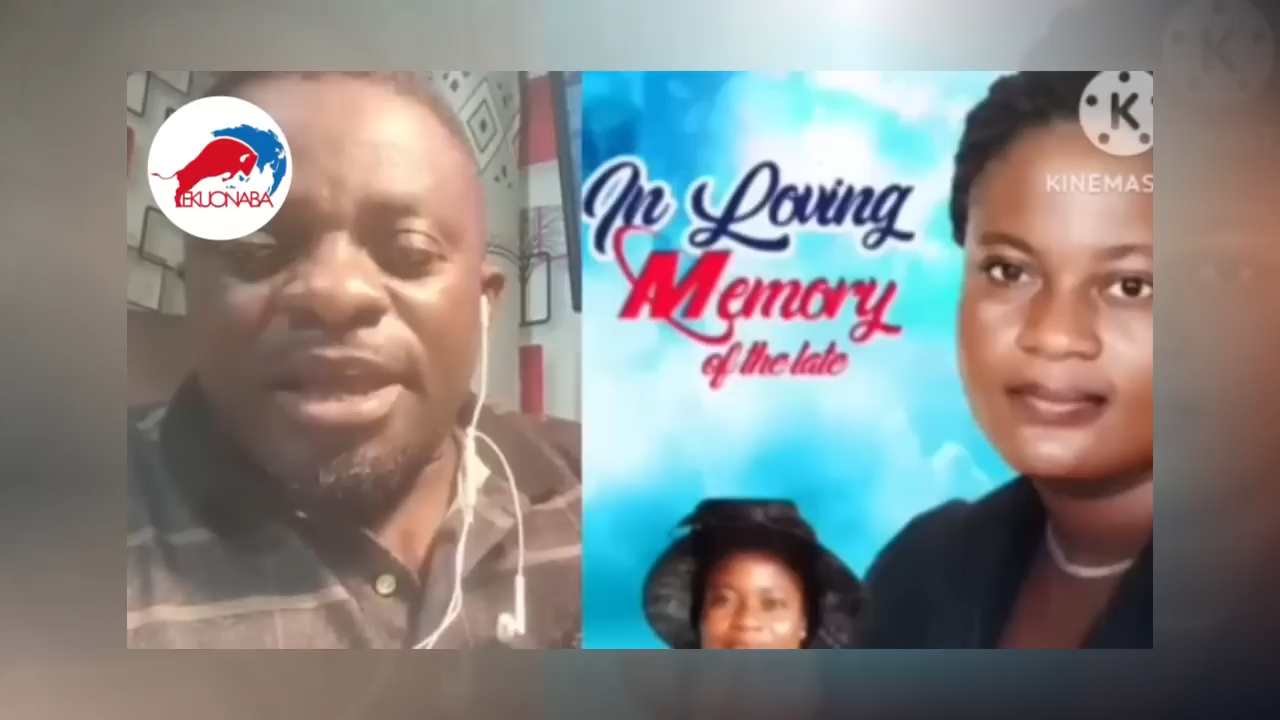 EKUONABA
In Loving
Memory
of the late
K
KINEMAS